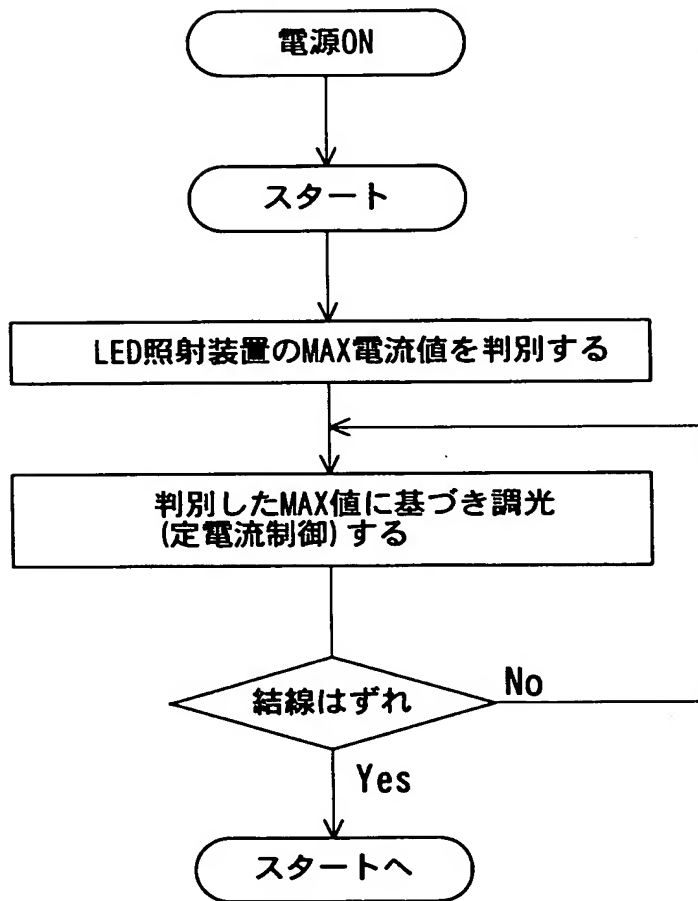 電源ON
スタート
LED照射装置のMAX電流値を判別する
判別したMAX値に基づき調光
(定電流制御)する
結線はずれ
No
Yes
スタートへ